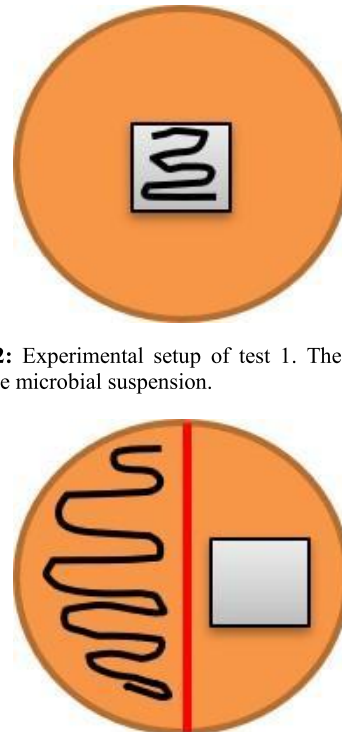 2: Experimental setup of test 1. The
e microbial suspension.